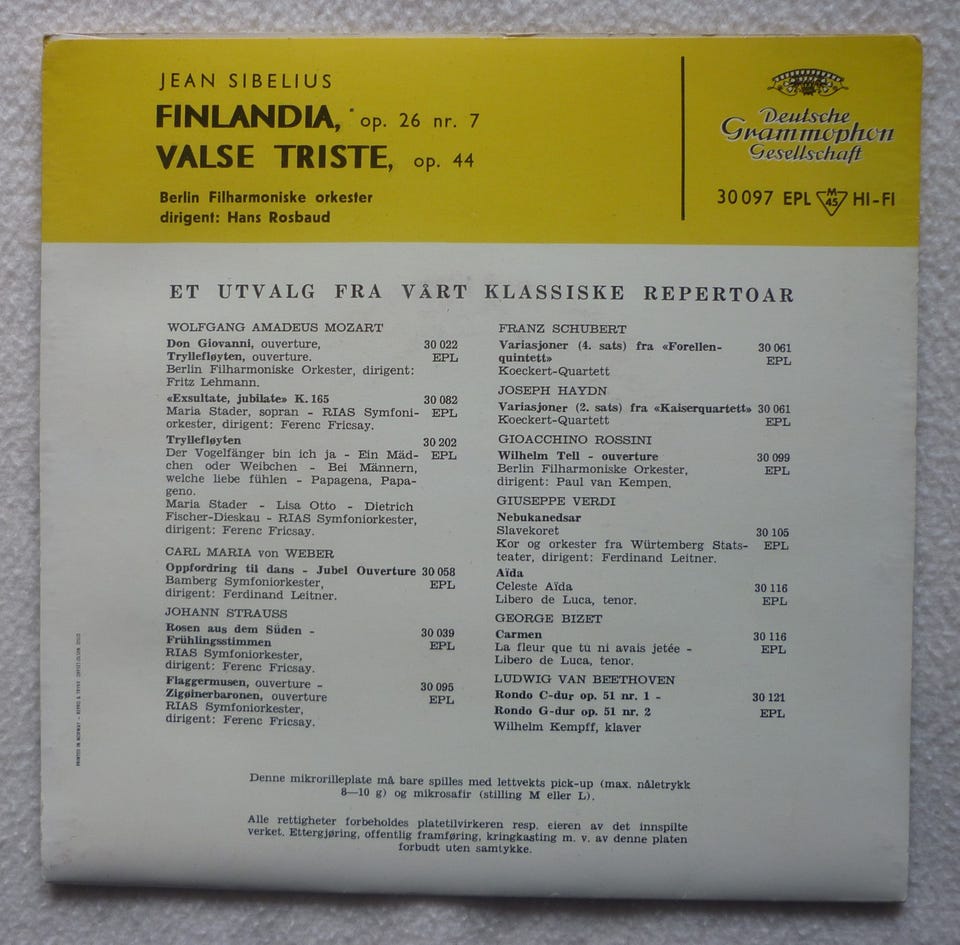 JEAN SIBELIUS
FINLANDIA, op. 26 nr. 7
VALSE TRISTE, op. 44
Berlin Filharmoniske orkester
dirigent: Hans Rosbaud
Deutsche
Grammophon
Gesellschaft
30 097 EPL M 45 HI-FI
ET UTVALG FRA VÅRT KLASSISKE REPERTOAR
WOLFGANG AMADEUS MOZART
Don Giovanni, ouverture, 30 022
Tryllefløyten, ouverture. EPL
Berlin Filharmoniske Orkester, dirigent:
Fritz Lehmann.
«Exsultate, jubilate» K. 165 30 082
Maria Stader, sopran - RIAS Symfoni- EPL
orkester, dirigent: Ferenc Fricsay.
Tryllefløyten 30 202
Der Vogelfänger bin ich ja - Ein Mäd- EPL
chen oder Weibchen - Bei Männern,
welche liebe fühlen - Papagena, Papa-
geno.
Maria Stader - Lisa Otto - Dietrich
Fischer-Dieskau - RIAS Symfoniorkester,
dirigent: Ferenc Fricsay.
CARL MARIA von WEBER
Oppfordring til dans - Jubel Ouverture 30 058
Bamberg Symfoniorkester, EPL
dirigent: Ferdinand Leitner.
JOHANN STRAUSS
Rosen aus dem Süden - 30 039
Frühlingsstimmen EPL
RIAS Symfoniorkester,
dirigent: Ferenc Fricsay.
Flaggermusen, ouverture - 30 095
Zigøinerbaronen, ouverture EPL
RIAS Symfoniorkester,
dirigent: Ferenc Fricsay.
FRANZ SCHUBERT
Variasjoner (4. sats) fra «Forellen- 30 061
quintett» EPL
Koeckert-Quartett
JOSEPH HAYDN
Variasjoner (2. sats) fra «Kaiserquartett» 30 061
Koeckert-Quartett EPL
GIOACCHINO ROSSINI
Wilhelm Tell - ouverture 30 099
Berlin Filharmoniske Orkester, EPL
dirigent: Paul van Kempen.
GIUSEPPE VERDI
Nebukanedsar
Slavekoret 30 105
Kor og orkester fra Würtemberg Stats- EPL
teater, dirigent: Ferdinand Leitner.
Aïda
Celeste Aïda 30 116
Libero de Luca, tenor. EPL
GEORGE BIZET
Carmen 30 116
La fleur que tu ni avais jetée - EPL
Libero de Luca, tenor.
LUDWIG VAN BEETHOVEN
Rondo C-dur op. 51 nr. 1 - 30 121
Rondo G-dur op. 51 nr. 2 EPL
Wilhelm Kempff, klaver
Denne mikrorilleplate må bare spilles med lettvekts pick-up (max. nåletrykk
8—10 g) og mikrosafir (stilling M eller L).
Alle rettigheter forbeholdes platetilvirkeren resp. eieren av det innspilte
verket. Ettergjøring, offentlig framføring, kringkasting m. v. av denne platen
forbudt uten samtykke.
PRINTED IN NORWAY -